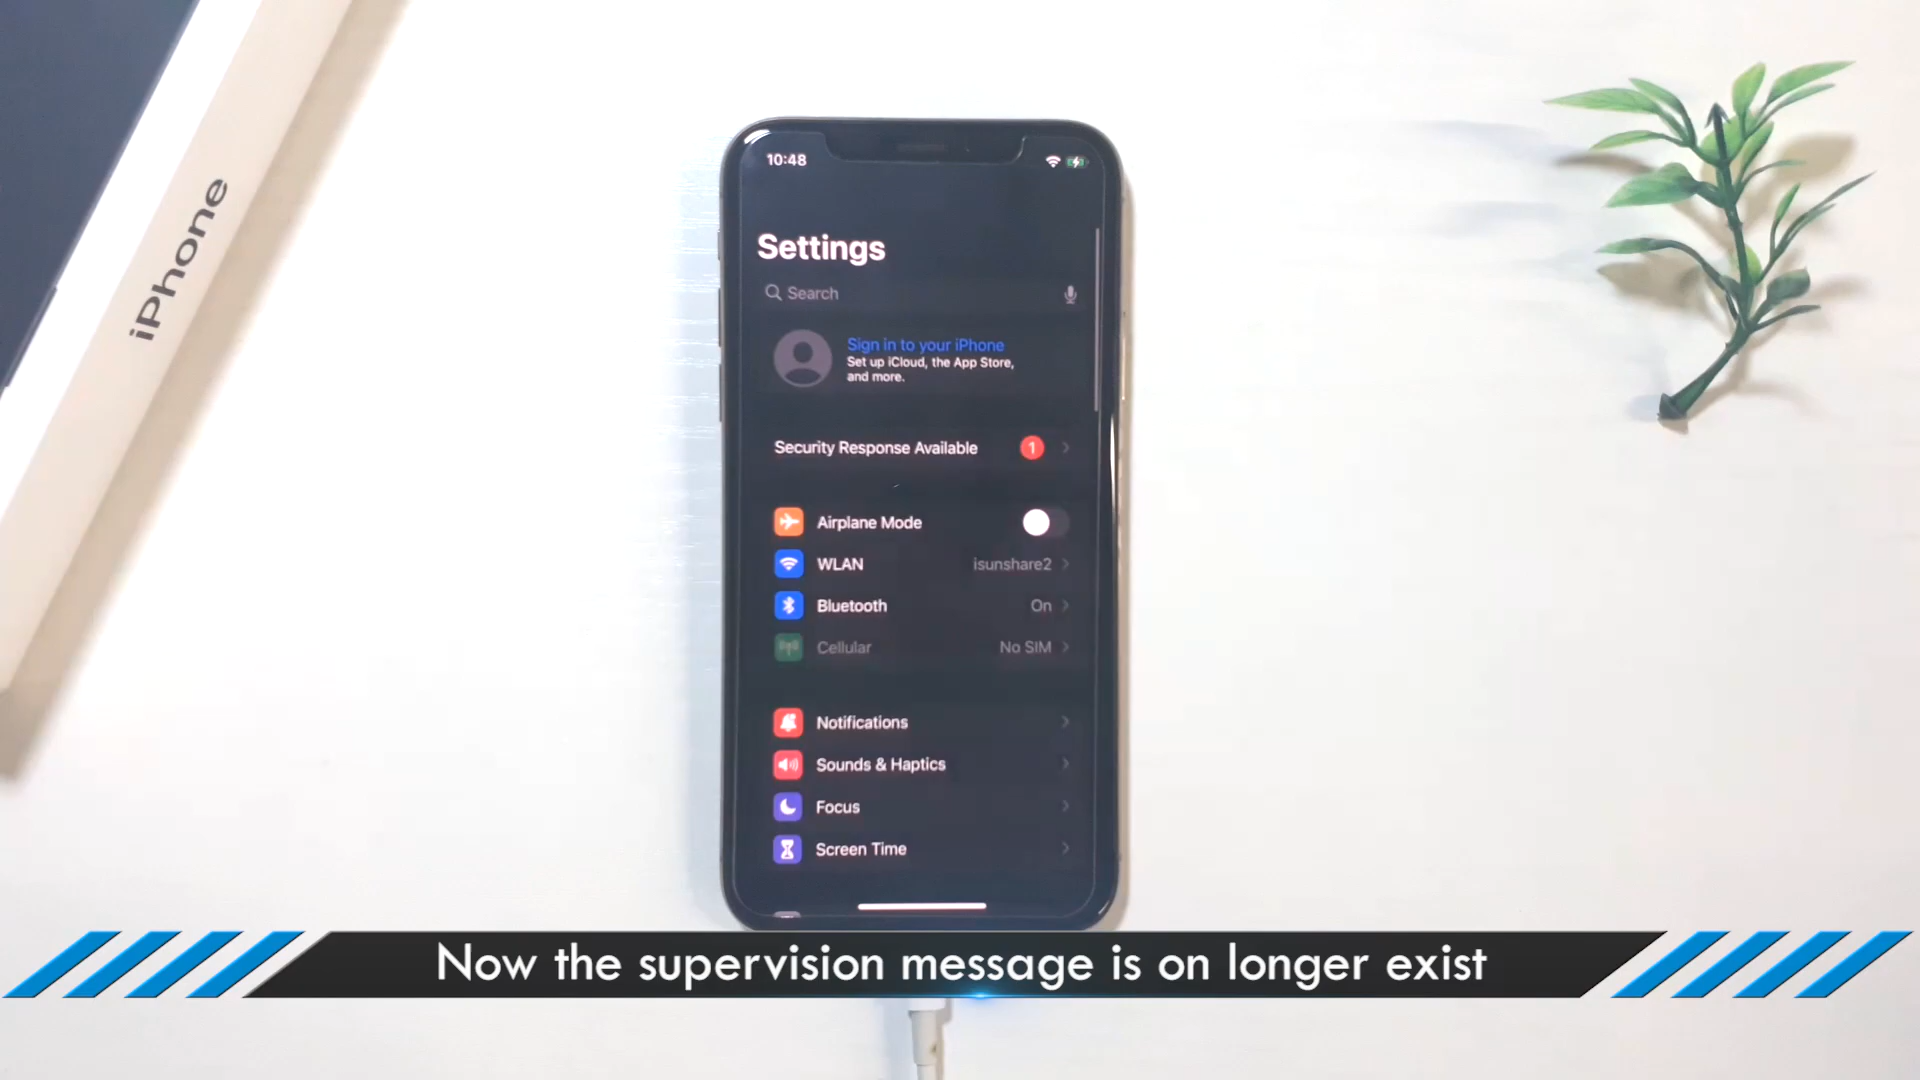 iPhone
10:48
Settings
Search
Sign in to your iPhone
Set up iCloud, the App Store,
and more.
Security Response Available 1
Airplane Mode
WLAN isunshare2
Bluetooth On
Cellular No SIM
Notifications
Sounds & Haptics
Focus
Screen Time
Now the supervision message is on longer exist